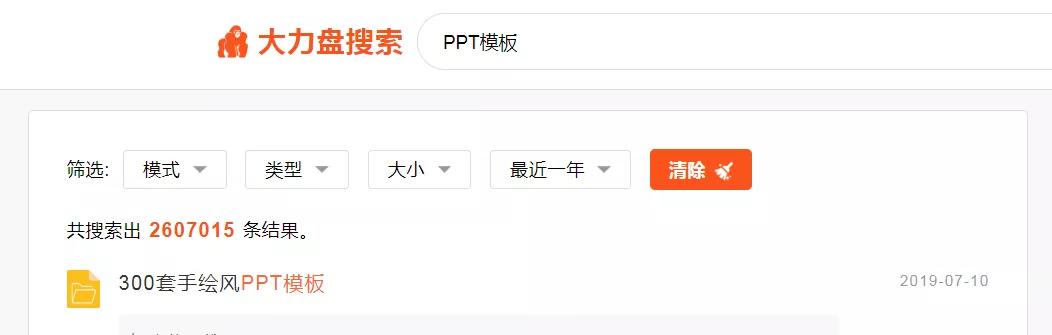 大力盘搜索
PPT模板
筛选: 模式 类型 大小 最近一年 清除
共搜索出 2607015 条结果。
300套手绘风PPT模板 2019-07-10